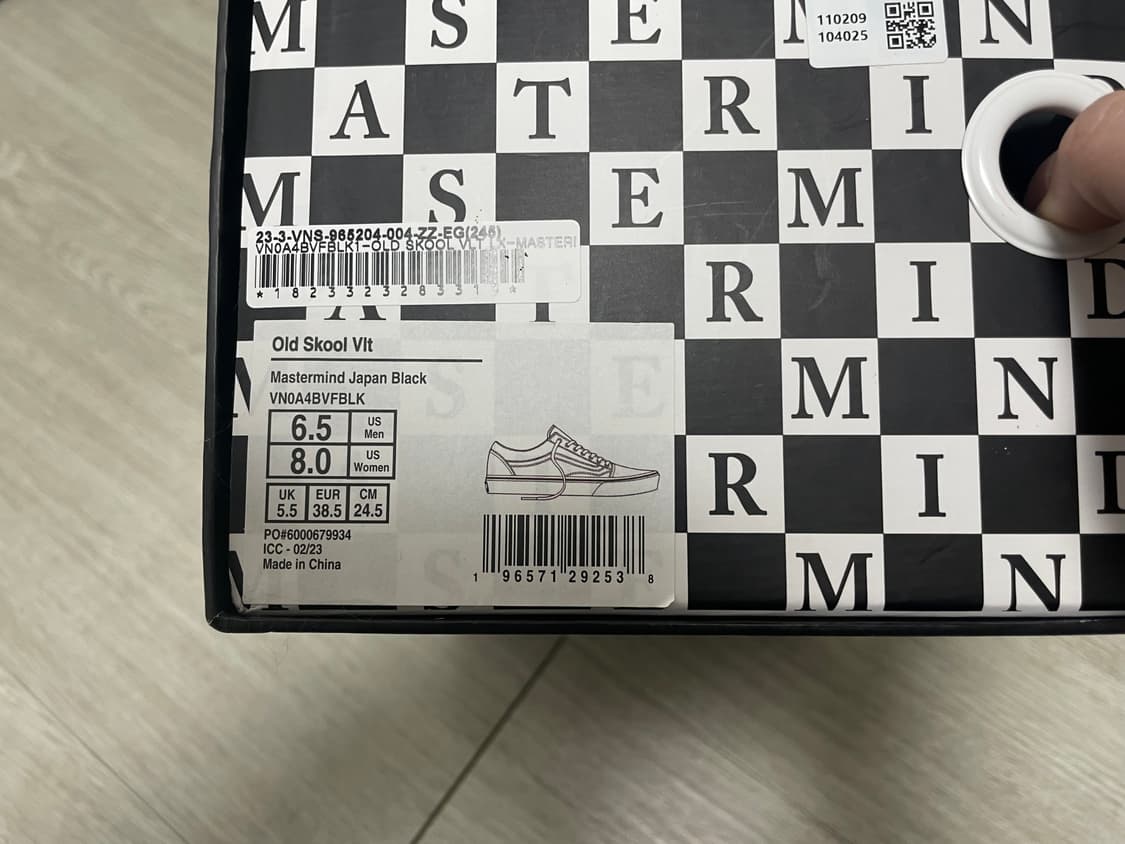 M S E N
110209
104025
A T R I
M S E M
23-3-VNS-965204-004-ZZ-EG(245)
VN0A4BVFBLK1-OLD SKOOL VLT LX-MASTERI
R I D
Old Skool Vlt
Mastermind Japan Black
VN0A4BVFBLK
6.5 US Men
8.0 US Women
UK EUR CM
5.5 38.5 24.5
PO#6000679934
ICC - 02/23
Made in China
1 96571 29253 8
M N
R I
M N